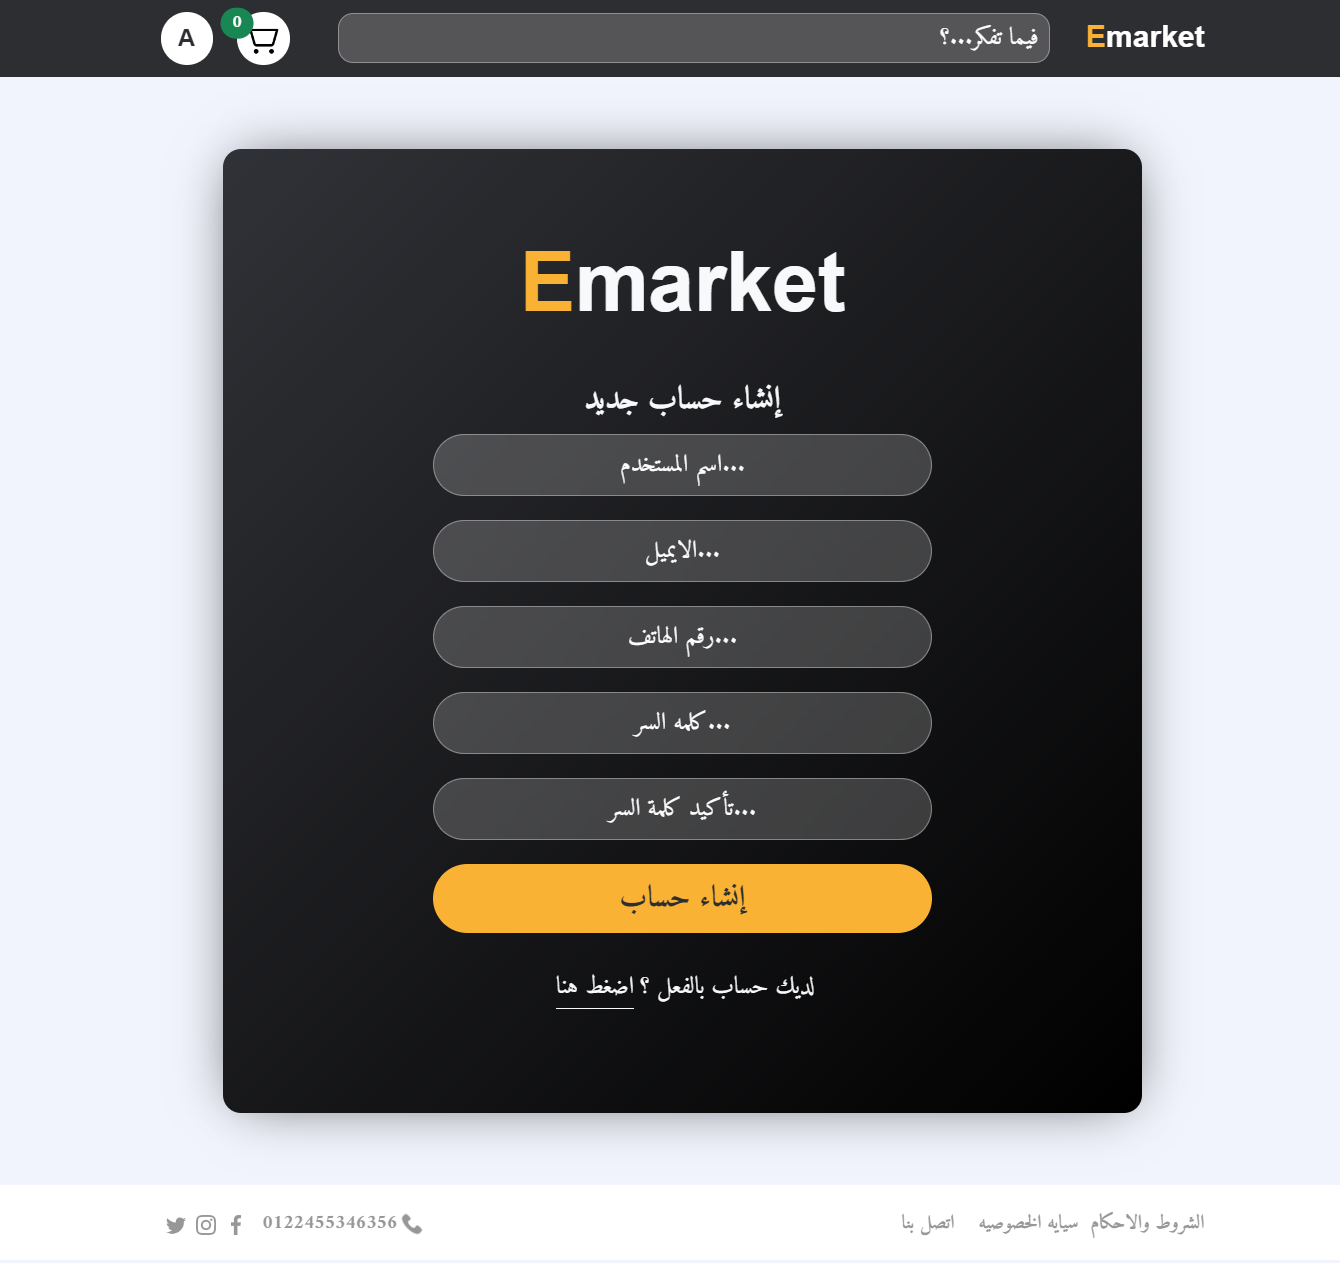 Emarket
فيما تفكر...؟
0
A
Emarket
إنشاء حساب جديد
اسم المستخدم...
الايميل...
رقم الهاتف...
كلمه السر...
تأكيد كلمة السر...
إنشاء حساب
لديك حساب بالفعل ؟ اضغط هنا
الشروط والاحكام سيايه الخصوصيه اتصل بنا
0122455346356